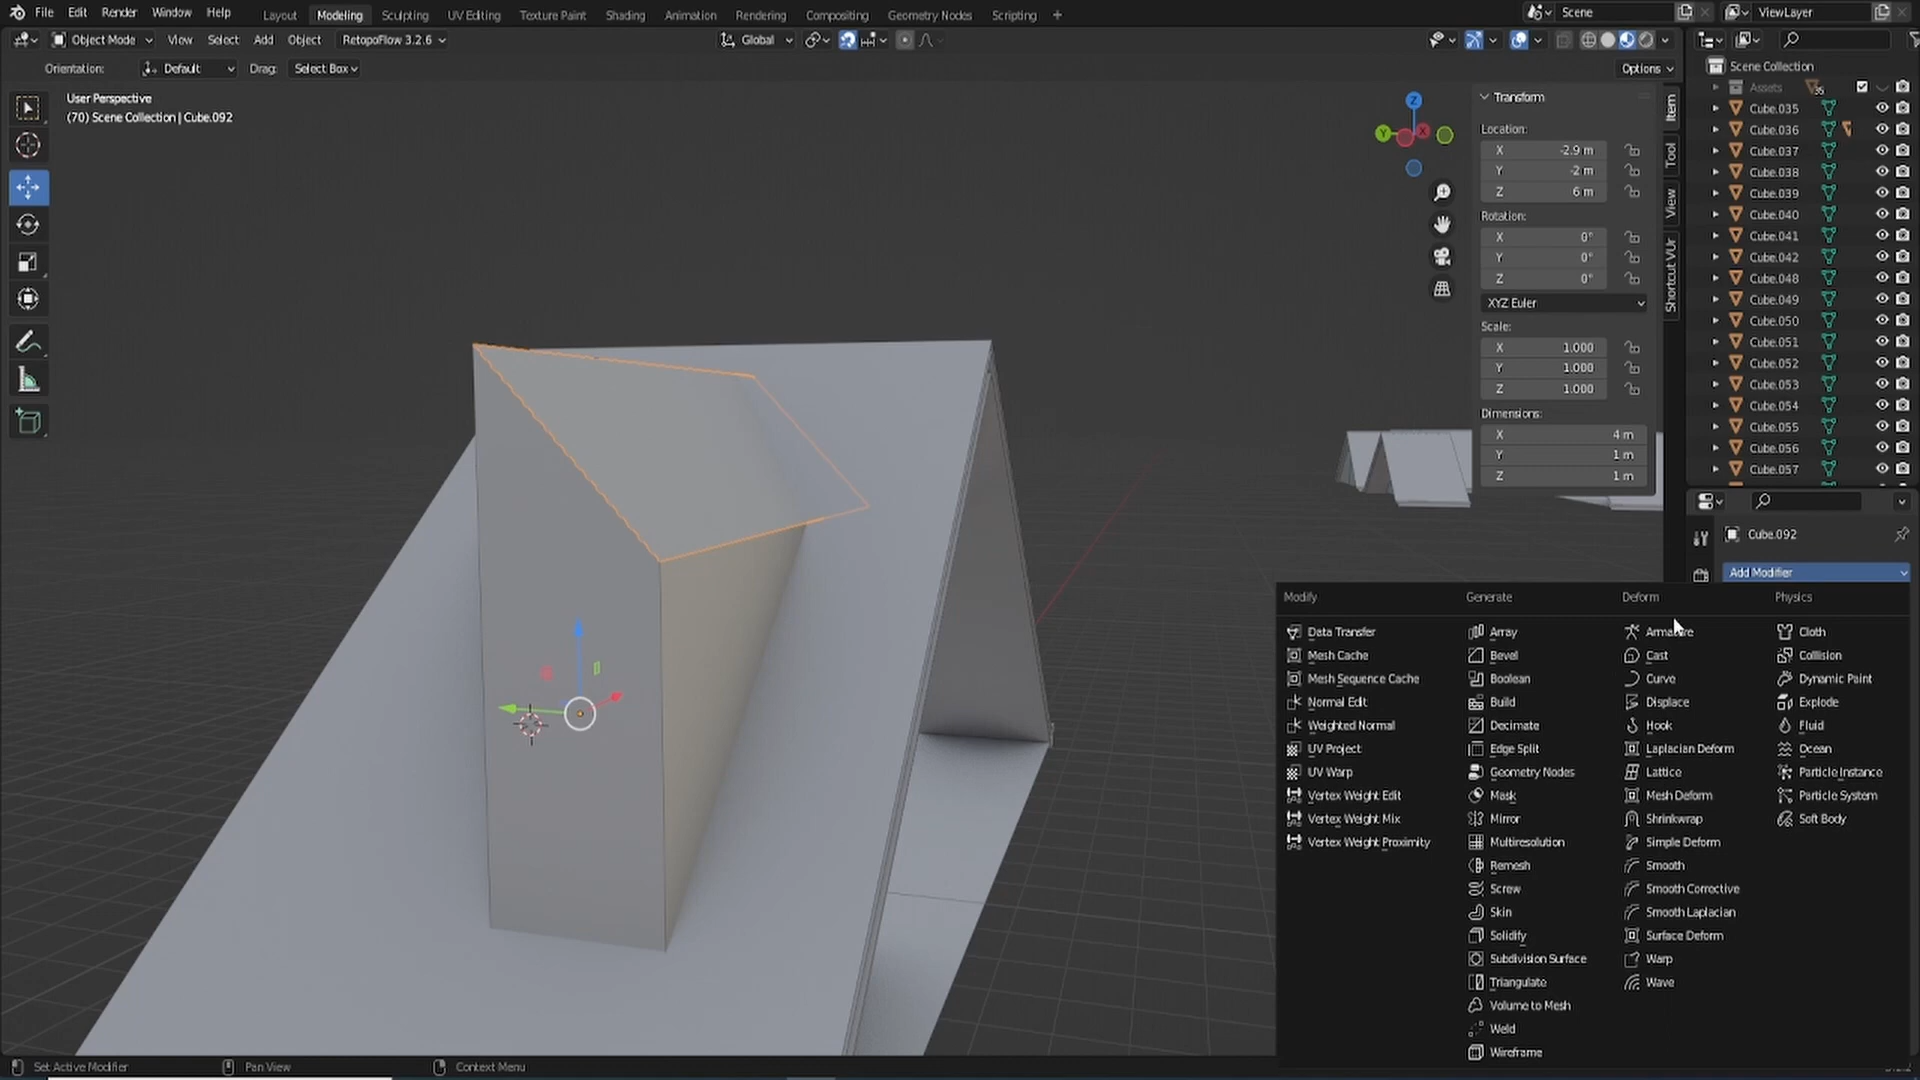 File Edit Render Window Help Layout Modeling Sculpting UV Editing Texture Paint Shading Animation Rendering Compositing Geometry Nodes Scripting + Scene ViewLayer
Object Mode View Select Add Object RetopoFlow 3.2.6 Global
Orientation: Default Drag: Select Box Options
User Perspective
(70) Scene Collection | Cube.092
Z
Y
X
Transform
Location:
X -2.9 m
Y -2 m
Z 6 m
Rotation:
X 0°
Y 0°
Z 0°
XYZ Euler
Scale:
X 1.000
Y 1.000
Z 1.000
Dimensions:
X 4 m
Y 1 m
Z 1 m
Item
Tool
View
Shortcut VUr
Scene Collection
Assets 35
Cube.035
Cube.036
Cube.037
Cube.038
Cube.039
Cube.040
Cube.041
Cube.042
Cube.048
Cube.049
Cube.050
Cube.051
Cube.052
Cube.053
Cube.054
Cube.055
Cube.056
Cube.057
Cube.092
Add Modifier
Modify
Data Transfer
Mesh Cache
Mesh Sequence Cache
Normal Edit
Weighted Normal
UV Project
UV Warp
Vertex Weight Edit
Vertex Weight Mix
Vertex Weight Proximity
Generate
Array
Bevel
Boolean
Build
Decimate
Edge Split
Geometry Nodes
Mask
Mirror
Multiresolution
Remesh
Screw
Skin
Solidify
Subdivision Surface
Triangulate
Volume to Mesh
Weld
Wireframe
Deform
Armature
Cast
Curve
Displace
Hook
Laplacian Deform
Lattice
Mesh Deform
Shrinkwrap
Simple Deform
Smooth
Smooth Corrective
Smooth Laplacian
Surface Deform
Warp
Wave
Physics
Cloth
Collision
Dynamic Paint
Explode
Fluid
Ocean
Particle Instance
Particle System
Soft Body
Set Active Modifier Pan View Context Menu